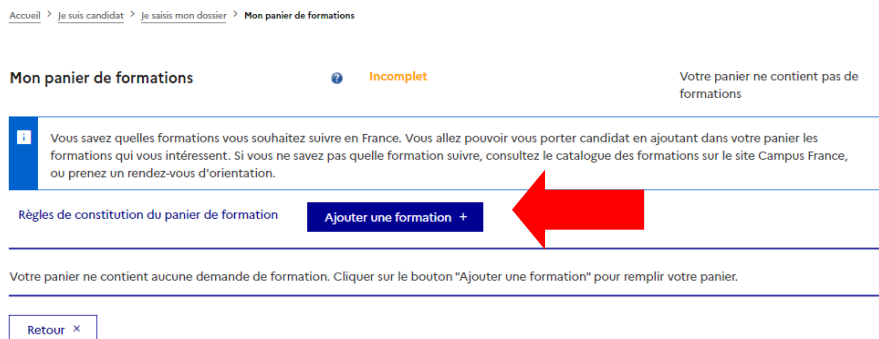 Accueil > Je suis candidat > Je saisis mon dossier > Mon panier de formations
Mon panier de formations ? Incomplet Votre panier ne contient pas de
formations
i Vous savez quelles formations vous souhaitez suivre en France. Vous allez pouvoir vous porter candidat en ajoutant dans votre panier les
formations qui vous intéressent. Si vous ne savez pas quelle formation suivre, consultez le catalogue des formations sur le site Campus France,
ou prenez un rendez-vous d'orientation.
Règles de constitution du panier de formation Ajouter une formation +
Votre panier ne contient aucune demande de formation. Cliquer sur le bouton "Ajouter une formation" pour remplir votre panier.
Retour ×